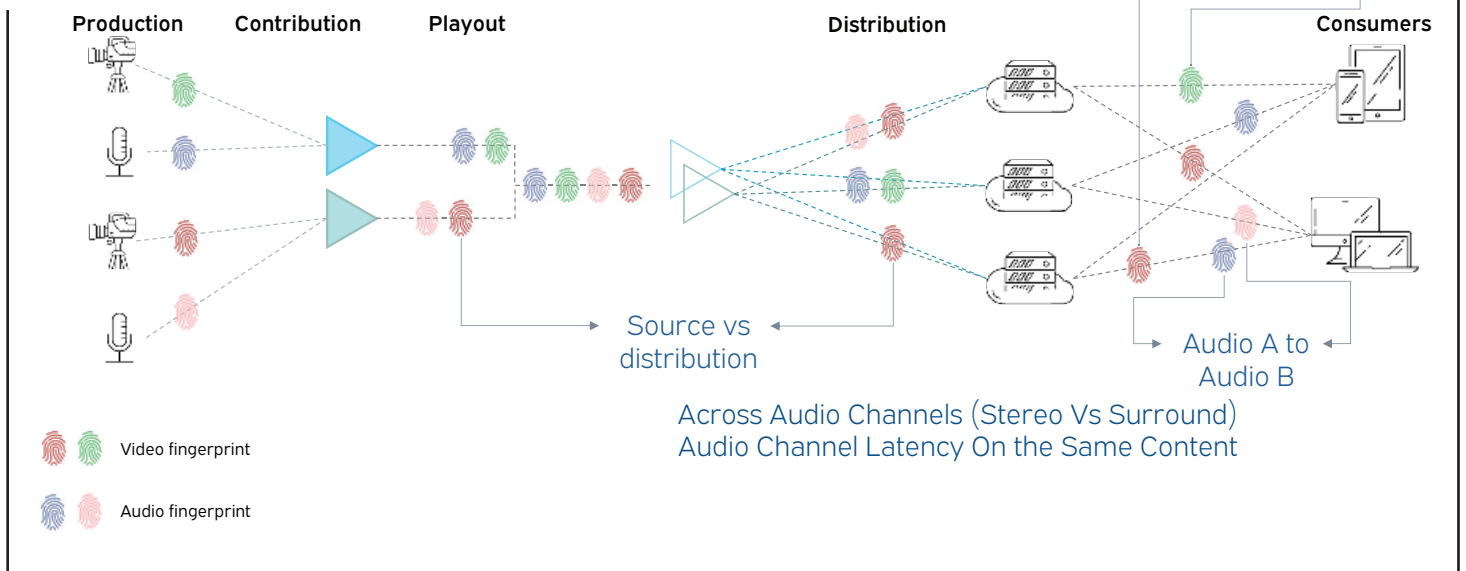 Production
Contribution
Playout
Distribution
Consumers
Source vs
distribution
Audio A to
Audio B
Across Audio Channels (Stereo Vs Surround)
Audio Channel Latency On the Same Content
Video fingerprint
Audio fingerprint